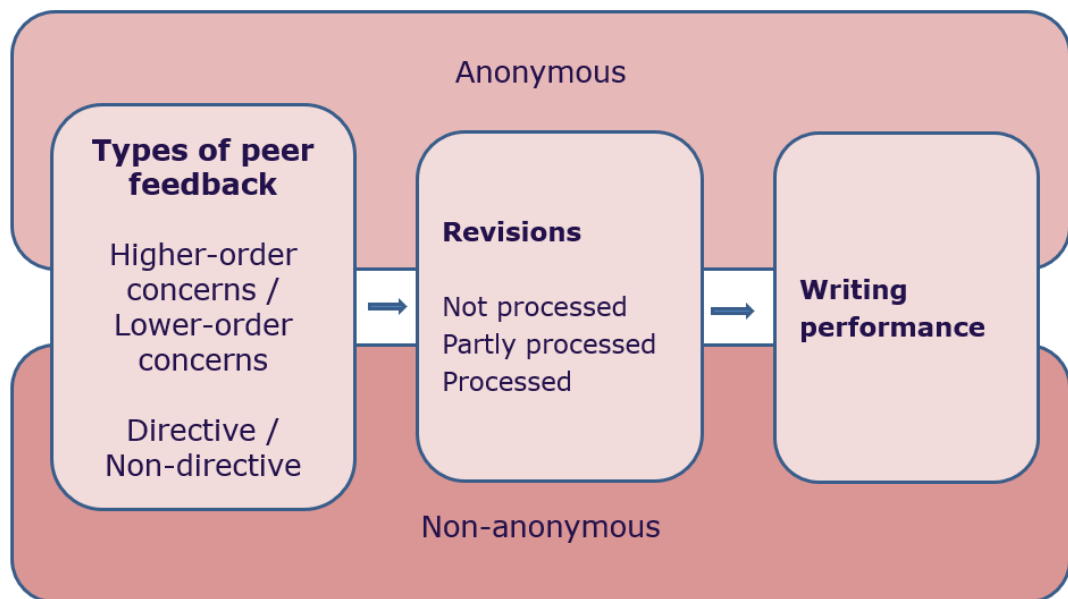 Anonymous
Types of peer
feedback
Higher-order
concerns /
Lower-order
concerns
Directive /
Non-directive
Revisions
Not processed
Partly processed
Processed
Writing
performance
Non-anonymous